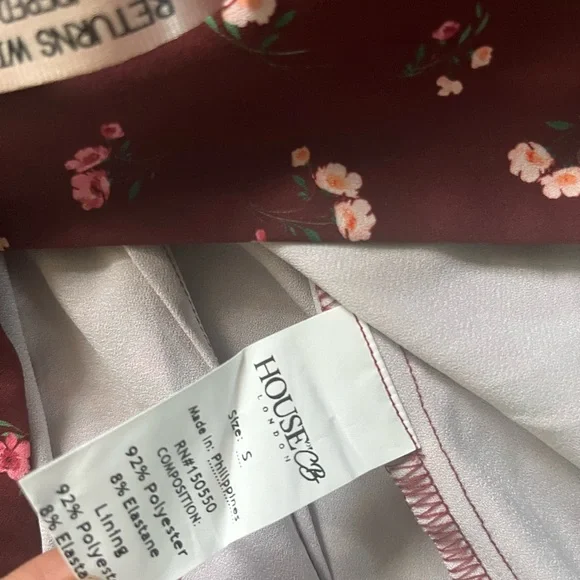 RETURNS WI
HOUSE OF CB
LONDON
Size: S
Made in: Philippines
RN#150550
COMPOSITION:
92% Polyester
8% Elastane
Lining
92% Polyest
8% Elasta